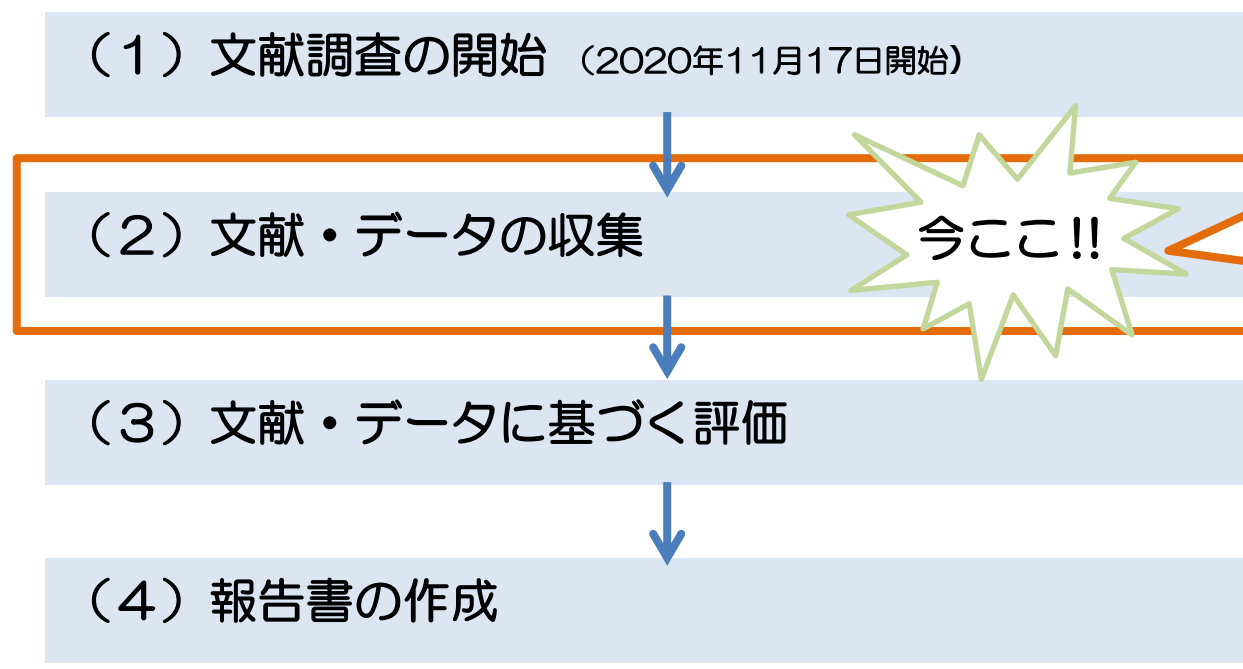 （１）文献調査の開始 （2020年11月17日開始）
（２）文献・データの収集
今ここ!!
（３）文献・データに基づく評価
（４）報告書の作成